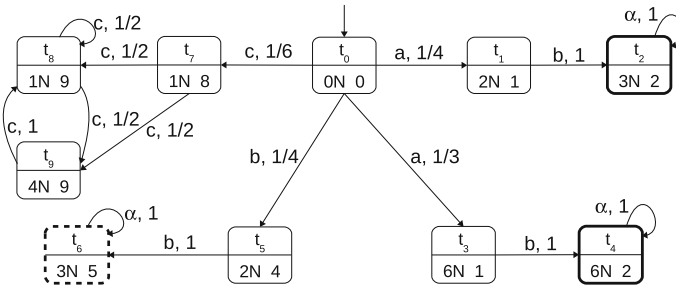 c, 1/2
α, 1
t8
c, 1/2
t7
c, 1/6
t0
a, 1/4
t1
b, 1
t2
1N 9
1N 8
0N 0
2N 1
3N 2
c, 1
c, 1/2
c, 1/2
t9
4N 9
b, 1/4
a, 1/3
α, 1
α, 1
t6
b, 1
t5
t3
b, 1
t4
3N 5
2N 4
6N 1
6N 2